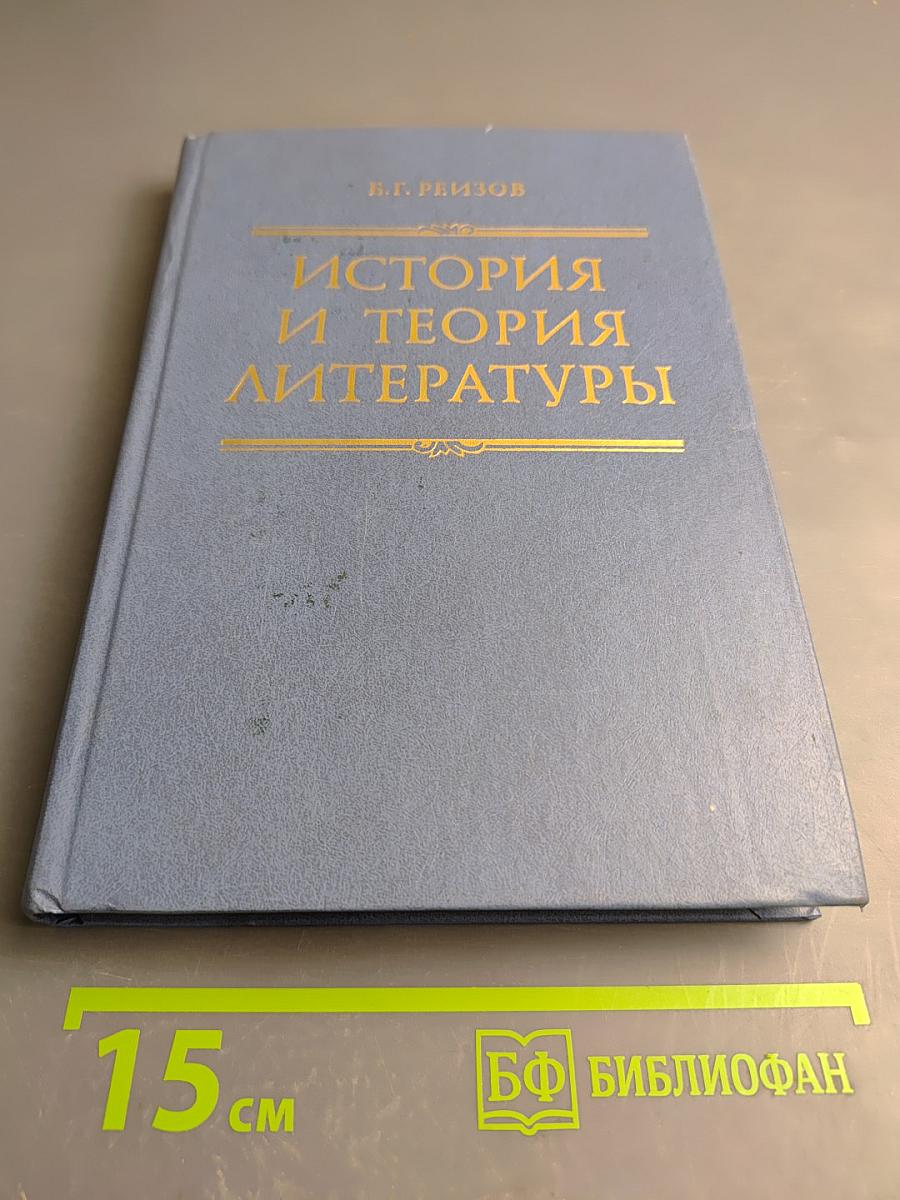 Б.Г. РЕИЗОВ
ИСТОРИЯ
И ТЕОРИЯ
ЛИТЕРАТУРЫ
15 см
БФ БИБЛИОФАН